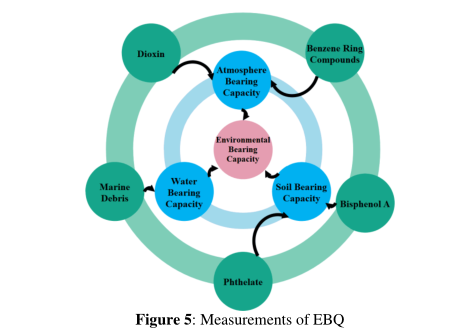 Dioxin
Benzene Ring
Compounds
Atmosphere
Bearing
Capacity
Environmental
Bearing
Capacity
Marine
Debris
Water
Bearing
Capacity
Soil Bearing
Capacity
Bisphenol A
Phthelate
Figure 5: Measurements of EBQ